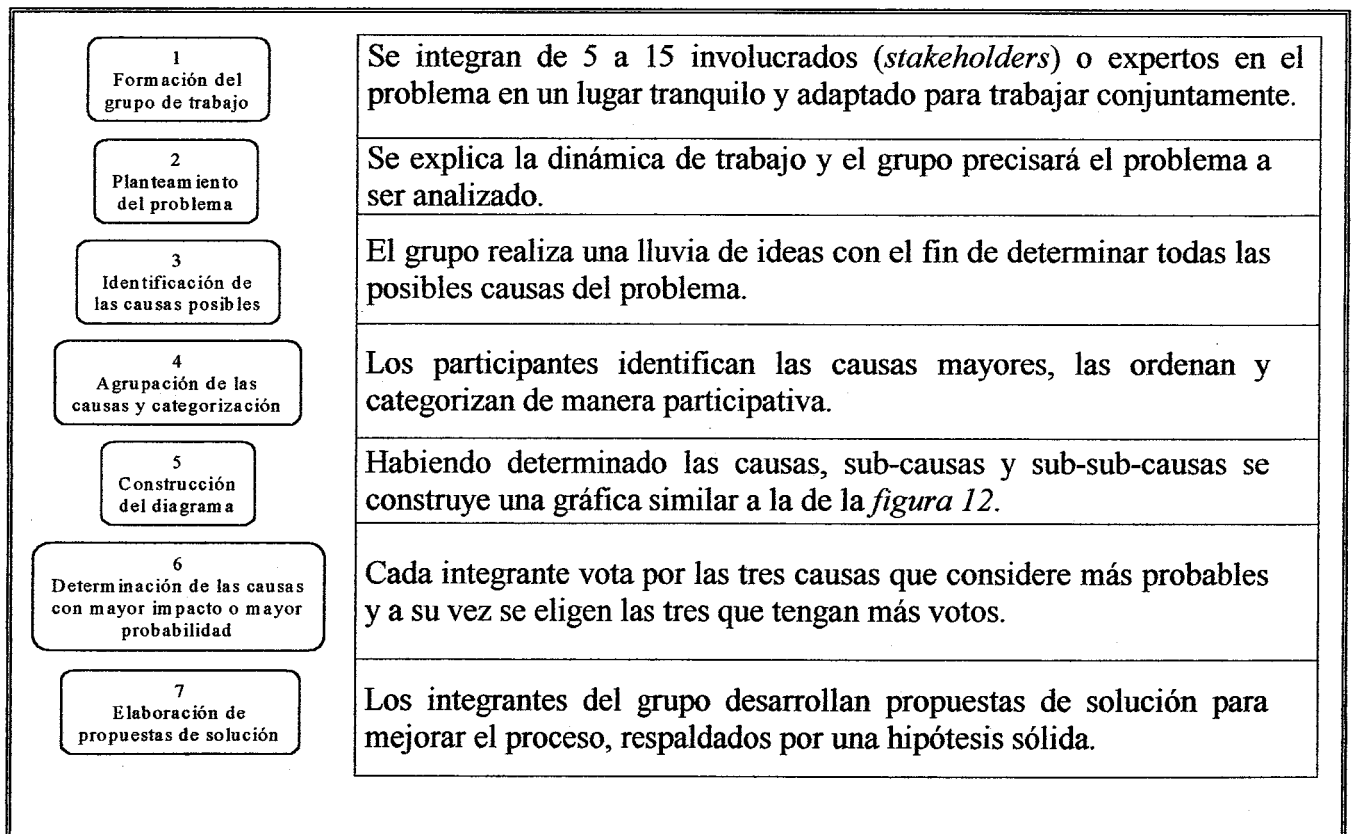 1
Formación del
grupo de trabajo
Se integran de 5 a 15 involucrados (stakeholders) o expertos en el
problema en un lugar tranquilo y adaptado para trabajar conjuntamente.
2
Planteamiento
del problema
Se explica la dinámica de trabajo y el grupo precisará el problema a
ser analizado.
3
Identificación de
las causas posibles
El grupo realiza una lluvia de ideas con el fin de determinar todas las
posibles causas del problema.
4
Agrupación de las
causas y categorización
Los participantes identifican las causas mayores, las ordenan y
categorizan de manera participativa.
5
Construcción
del diagrama
Habiendo determinado las causas, sub-causas y sub-sub-causas se
construye una gráfica similar a la de la figura 12.
6
Determinación de las causas
con mayor impacto o mayor
probabilidad
Cada integrante vota por las tres causas que considere más probables
y a su vez se eligen las tres que tengan más votos.
7
Elaboración de
propuestas de solución
Los integrantes del grupo desarrollan propuestas de solución para
mejorar el proceso, respaldados por una hipótesis sólida.